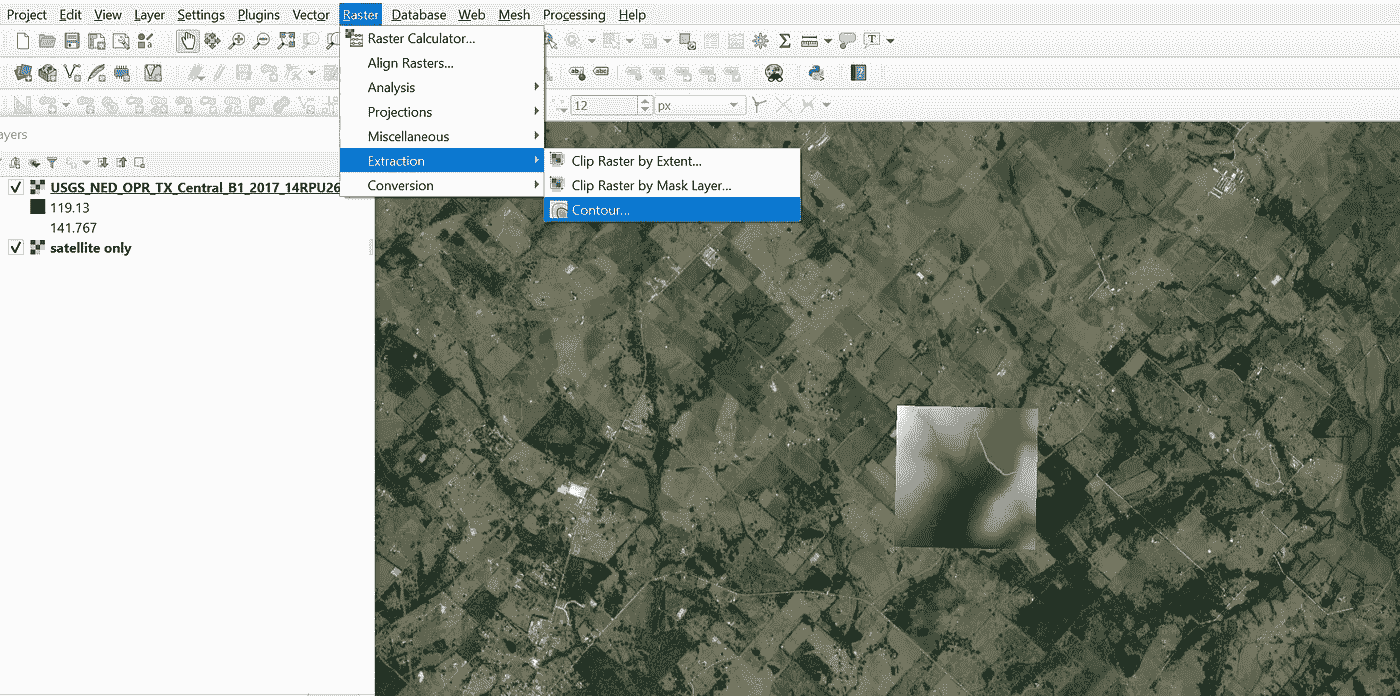 Project Edit View Layer Settings Plugins Vector Raster Database Web Mesh Processing Help
Raster Calculator...
Align Rasters...
Analysis
Projections
Miscellaneous
Extraction
Conversion
Clip Raster by Extent...
Clip Raster by Mask Layer...
Contour...
12 px
ayers
USGS_NED_OPR_TX_Central_B1_2017_14RPU26
119.13
141.767
satellite only